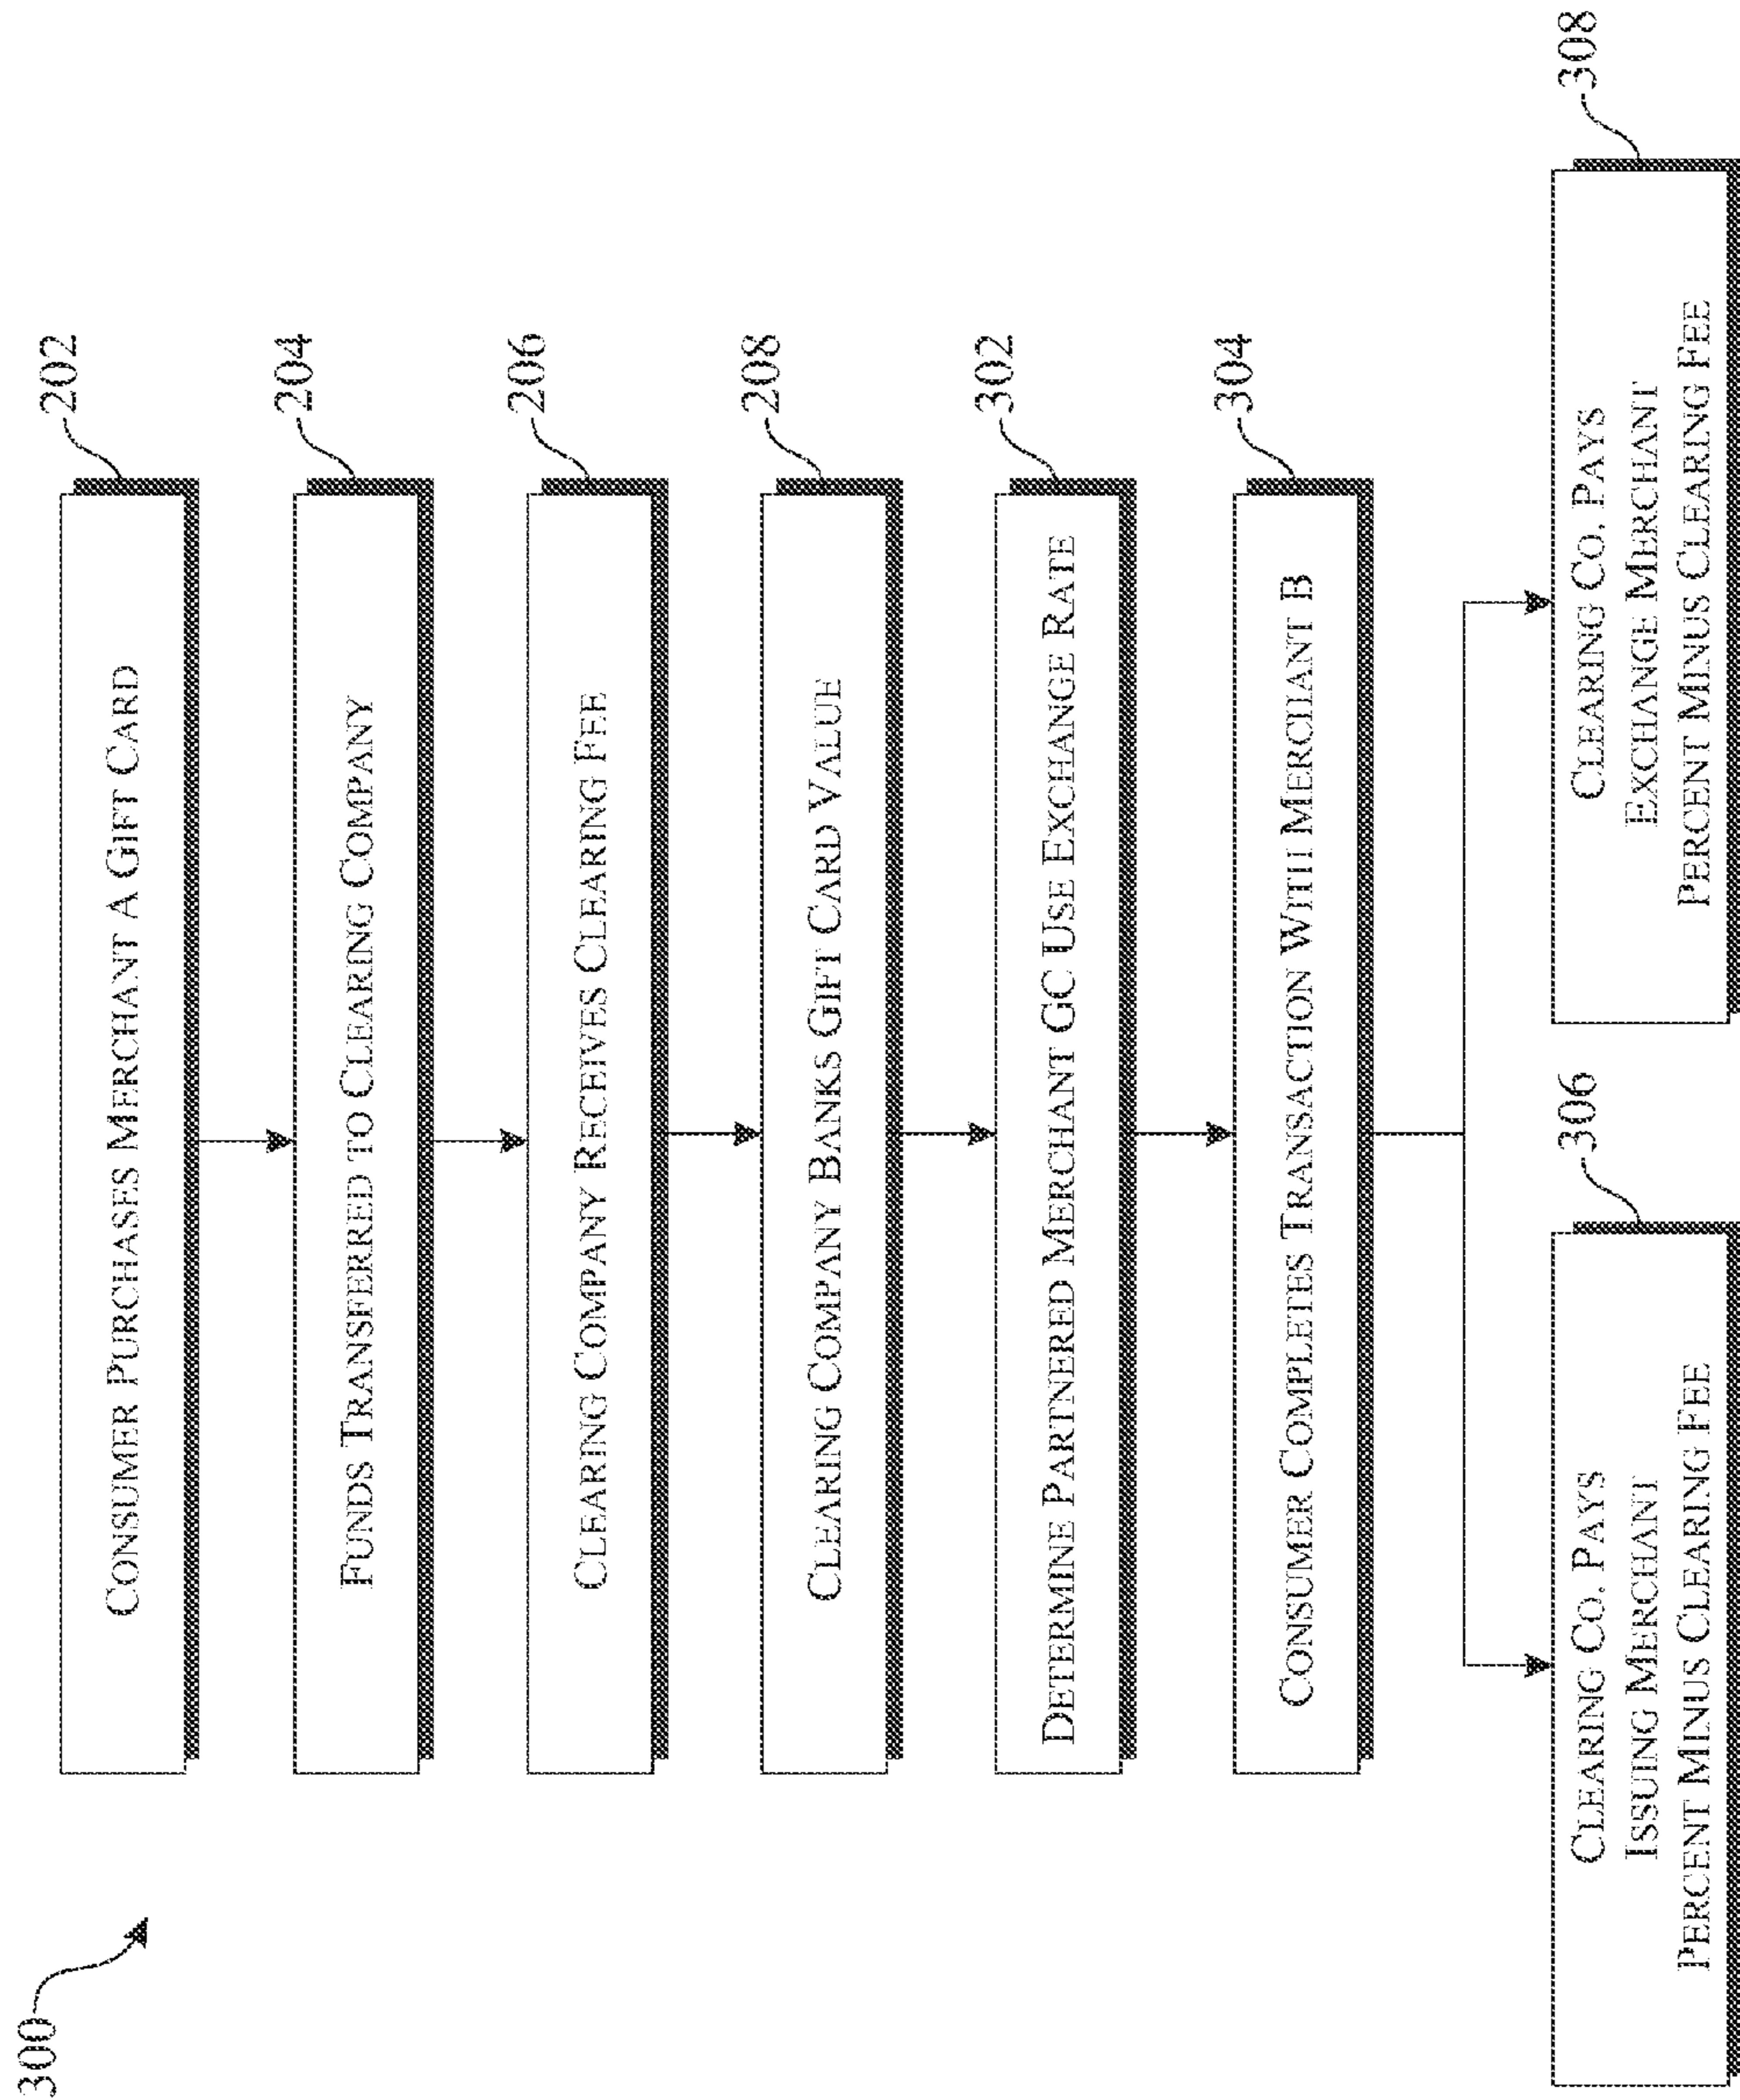 300
CONSUMER PURCHASES MERCHANT A GIFT CARD
202
FUNDS TRANSFERRED TO CLEARING COMPANY
204
CLEARING COMPANY RECEIVES CLEARING FEE
206
CLEARING COMPANY BANKS GIFT CARD VALUE
208
DETERMINE PARTNERED MERCHANT GC USE EXCHANGE RATE
302
CONSUMER COMPLETES TRANSACTION WITH MERCHANT B
304
CLEARING CO. PAYS
ISSUING MERCHANT
PERCENT MINUS CLEARING FEE
306
CLEARING CO. PAYS
EXCHANGE MERCHANT
PERCENT MINUS CLEARING FEE
308